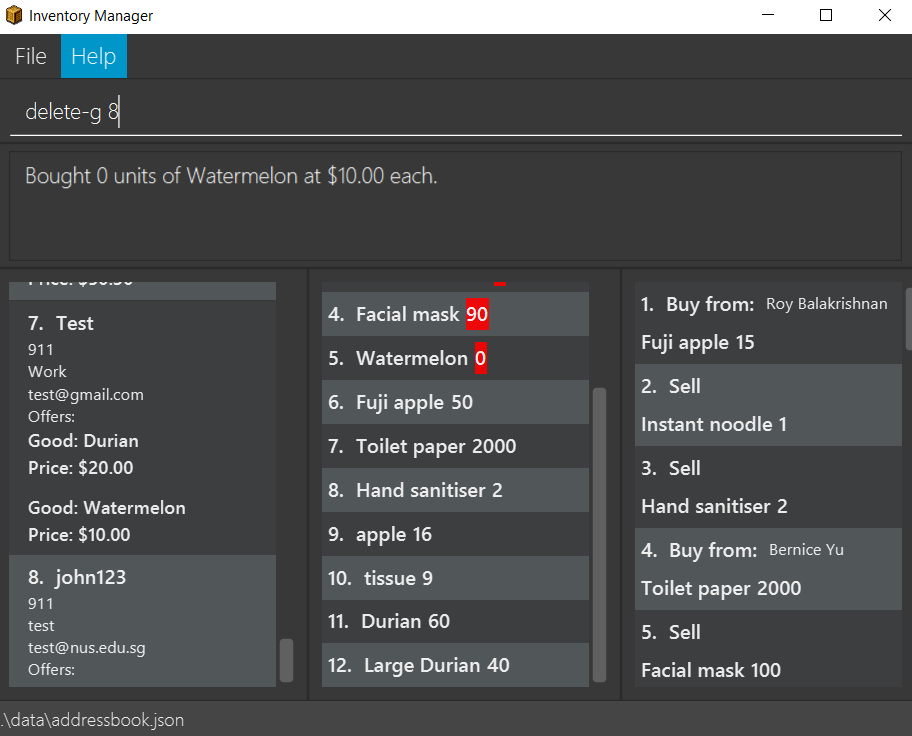 Inventory Manager
File Help
delete-g 8
Bought 0 units of Watermelon at $10.00 each.
7. Test
911
Work
test@gmail.com
Offers:
Good: Durian
Price: $20.00
Good: Watermelon
Price: $10.00
8. john123
911
test
test@nus.edu.sg
Offers:
4. Facial mask 90
5. Watermelon 0
6. Fuji apple 50
7. Toilet paper 2000
8. Hand sanitiser 2
9. apple 16
10. tissue 9
11. Durian 60
12. Large Durian 40
1. Buy from: Roy Balakrishnan
Fuji apple 15
2. Sell
Instant noodle 1
3. Sell
Hand sanitiser 2
4. Buy from: Bernice Yu
Toilet paper 2000
5. Sell
Facial mask 100
.\data\addressbook.json